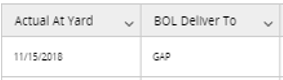 Actual At Yard BOL Deliver To
11/15/2018 GAP